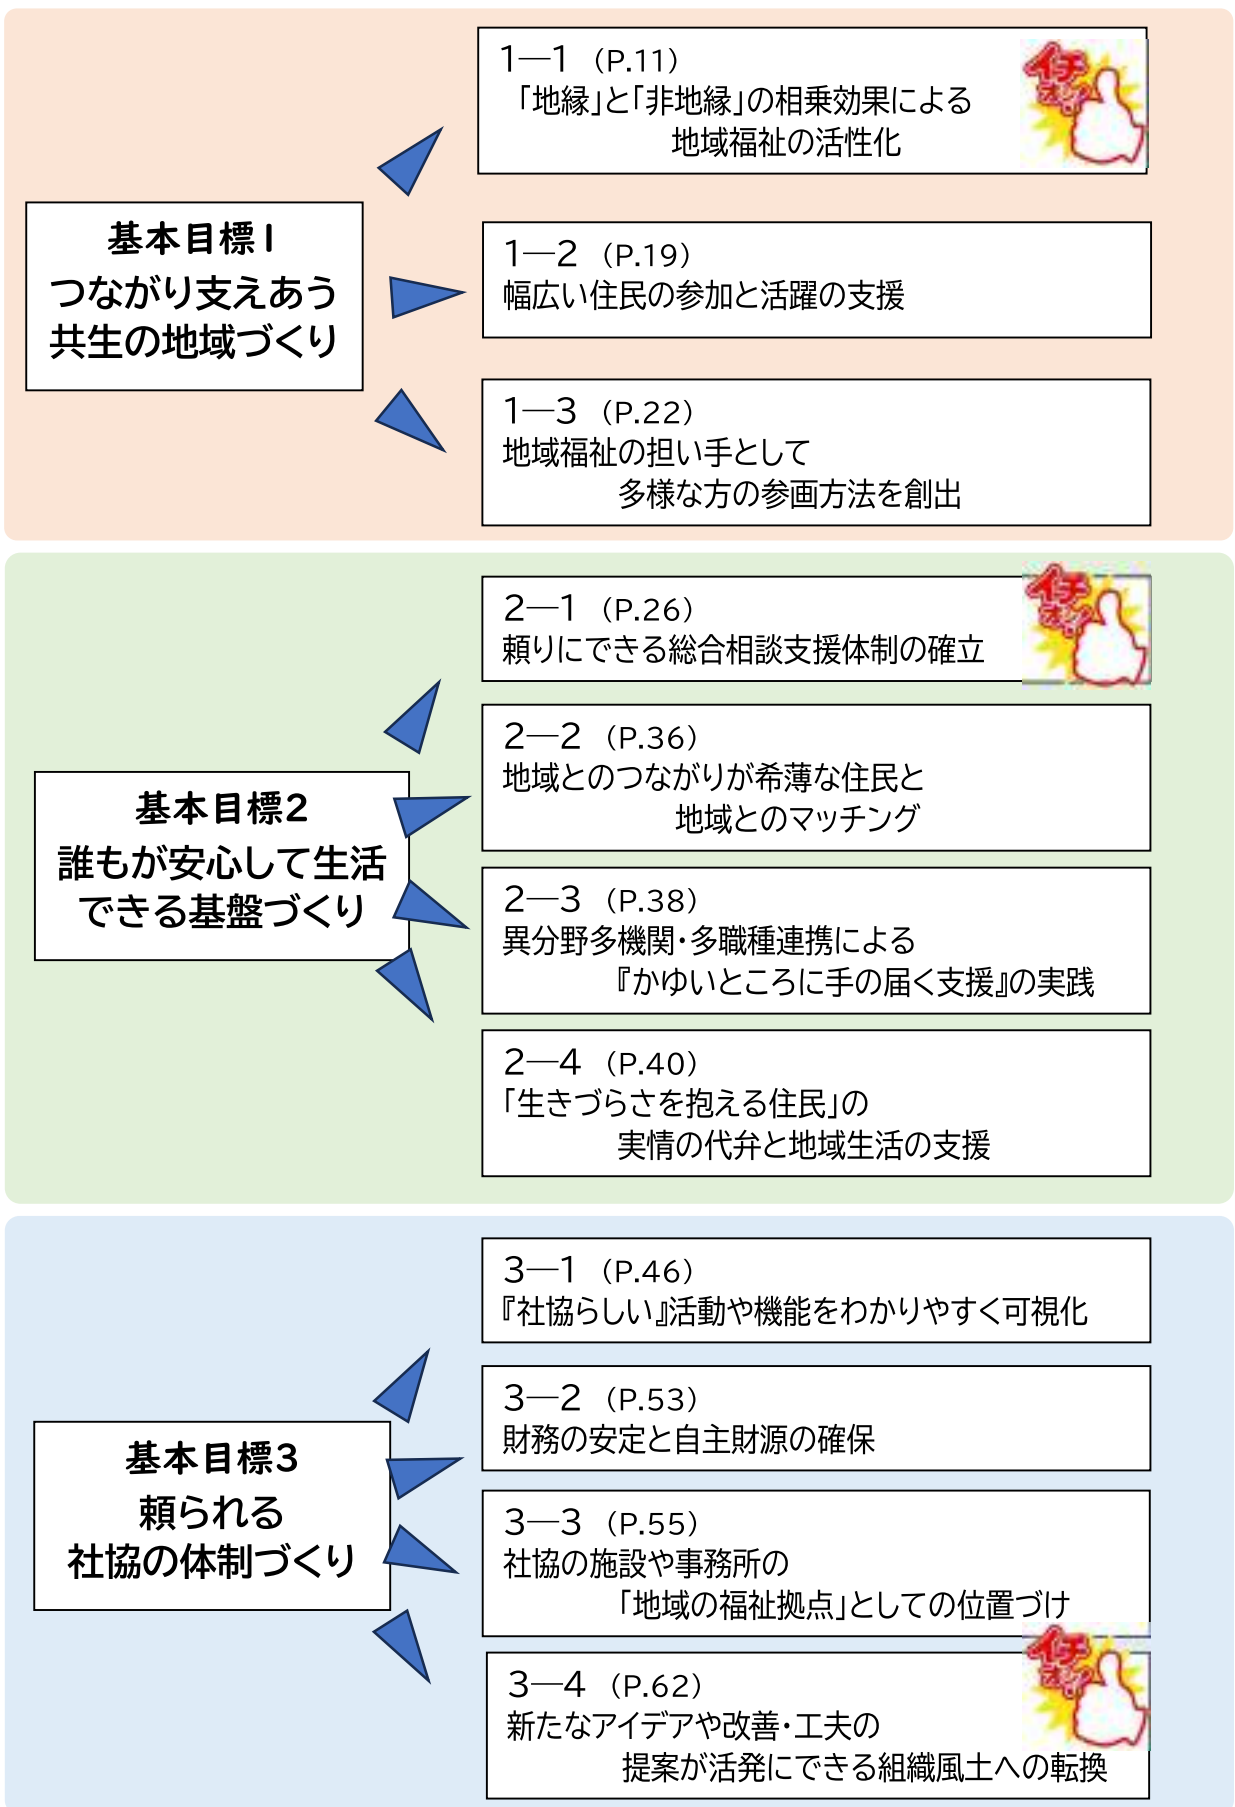 基本目標1
つながり支えあう
共生の地域づくり
1―1（P.11）
「地縁」と「非地縁」の相乗効果による
地域福祉の活性化
イチ
オシ!
1―2（P.19）
幅広い住民の参加と活躍の支援
1―3（P.22）
地域福祉の担い手として
多様な方の参画方法を創出
基本目標2
誰もが安心して生活
できる基盤づくり
2―1（P.26）
頼りにできる総合相談支援体制の確立
イチ
オシ!
2―2（P.36）
地域とのつながりが希薄な住民と
地域とのマッチング
2―3（P.38）
異分野多機関・多職種連携による
『かゆいところに手の届く支援』の実践
2―4（P.40）
「生きづらさを抱える住民」の
実情の代弁と地域生活の支援
基本目標3
頼られる
社協の体制づくり
3―1（P.46）
『社協らしい』活動や機能をわかりやすく可視化
3―2（P.53）
財務の安定と自主財源の確保
3―3（P.55）
社協の施設や事務所の
「地域の福祉拠点」としての位置づけ
イチ
オシ!
3―4（P.62）
新たなアイデアや改善・工夫の
提案が活発にできる組織風土への転換